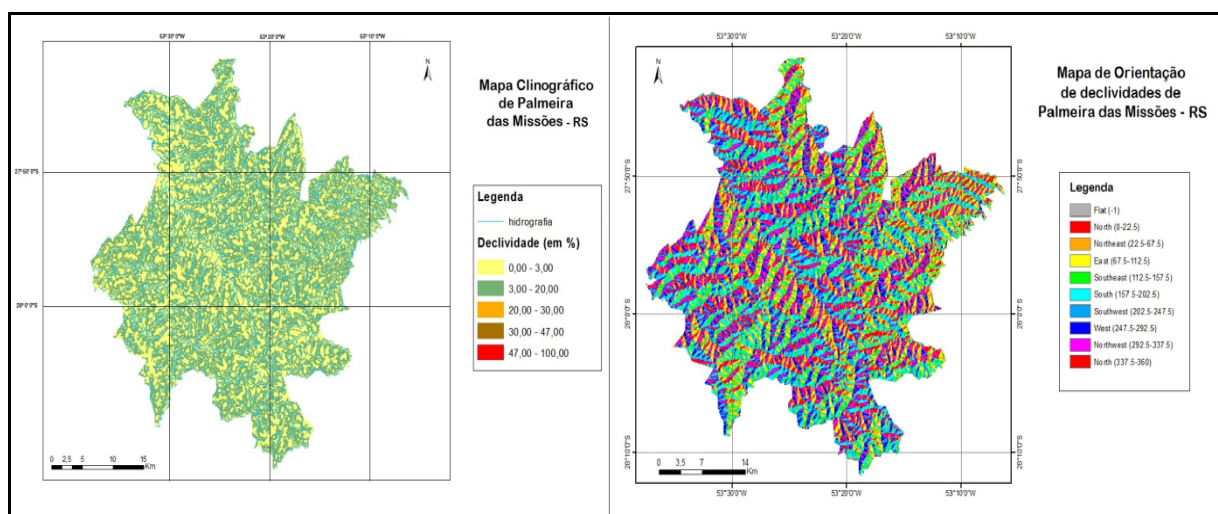 53°30'0"W 53°20'0"W 53°10'0"W
N
Mapa Clinográfico
de Palmeira
das Missões - RS
27°50'0"S
28°0'0"S
Legenda
hidrografia
Declividade (em %)
0,00 - 3,00
3,00 - 20,00
20,00 - 30,00
30,00 - 47,00
47,00 - 100,00
0 2,5 5 10 15
Km
53°30'0"W 53°20'0"W 53°10'0"W
N
Mapa de Orientação
de declividades de
Palmeira das Missões - RS
27°50'0"S
28°0'0"S
28°10'0"S
Legenda
Flat (-1)
North (0-22.5)
Northeast (22.5-67.5)
East (67.5-112.5)
Southeast (112.5-157.5)
South (157.5-202.5)
Southwest (202.5-247.5)
West (247.5-292.5)
Northwest (292.5-337.5)
North (337.5-360)
0 3,5 7 14
Km
27°50'0"S
28°0'0"S
28°10'0"S
53°30'0"W 53°20'0"W 53°10'0"W